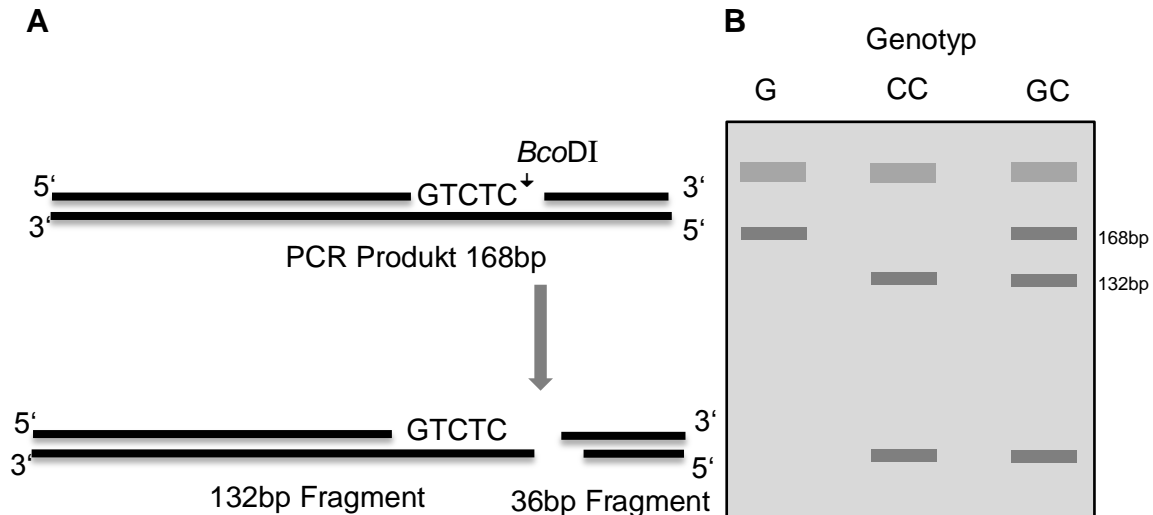 A
BcoDI
5‘ GTCTC 3‘
3‘ 5‘
PCR Produkt 168bp
5‘ GTCTC 3‘
3‘ 5‘
132bp Fragment 36bp Fragment
B
Genotyp
G CC GC
168bp
132bp